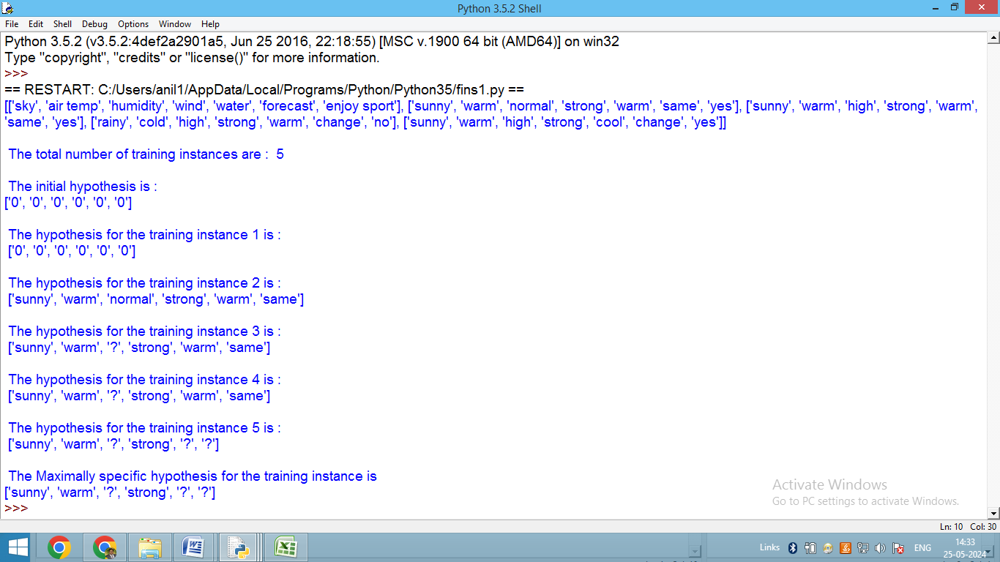 Python 3.5.2 Shell
File Edit Shell Debug Options Window Help
Python 3.5.2 (v3.5.2:4def2a2901a5, Jun 25 2016, 22:18:55) [MSC v.1900 64 bit (AMD64)] on win32
Type "copyright", "credits" or "license()" for more information.
>>>
== RESTART: C:/Users/anil1/AppData/Local/Programs/Python/Python35/fins1.py ==
[['sky', 'air temp', 'humidity', 'wind', 'water', 'forecast', 'enjoy sport'], ['sunny', 'warm', 'normal', 'strong', 'warm', 'same', 'yes'], ['sunny', 'warm', 'high', 'strong', 'warm',
'same', 'yes'], ['rainy', 'cold', 'high', 'strong', 'warm', 'change', 'no'], ['sunny', 'warm', 'high', 'strong', 'cool', 'change', 'yes']]
The total number of training instances are :  5
The initial hypothesis is :
['0', '0', '0', '0', '0', '0']
The hypothesis for the training instance 1 is :
['0', '0', '0', '0', '0', '0']
The hypothesis for the training instance 2 is :
['sunny', 'warm', 'normal', 'strong', 'warm', 'same']
The hypothesis for the training instance 3 is :
['sunny', 'warm', '?', 'strong', 'warm', 'same']
The hypothesis for the training instance 4 is :
['sunny', 'warm', '?', 'strong', 'warm', 'same']
The hypothesis for the training instance 5 is :
['sunny', 'warm', '?', 'strong', '?', '?']
The Maximally specific hypothesis for the training instance is
['sunny', 'warm', '?', 'strong', '?', '?']
>>>
Activate Windows
Go to PC settings to activate Windows.
Ln: 10 Col: 30
Links ENG 14:33
25-05-2024